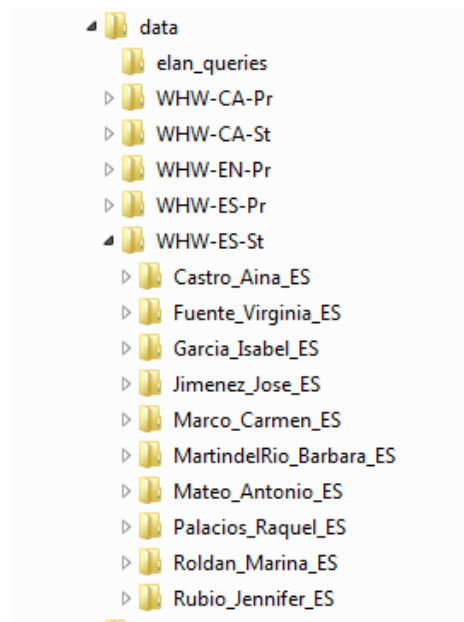 data
elan_queries
WHW-CA-Pr
WHW-CA-St
WHW-EN-Pr
WHW-ES-Pr
WHW-ES-St
Castro_Aina_ES
Fuente_Virginia_ES
Garcia_Isabel_ES
Jimenez_Jose_ES
Marco_Carmen_ES
MartindelRio_Barbara_ES
Mateo_Antonio_ES
Palacios_Raquel_ES
Roldan_Marina_ES
Rubio_Jennifer_ES